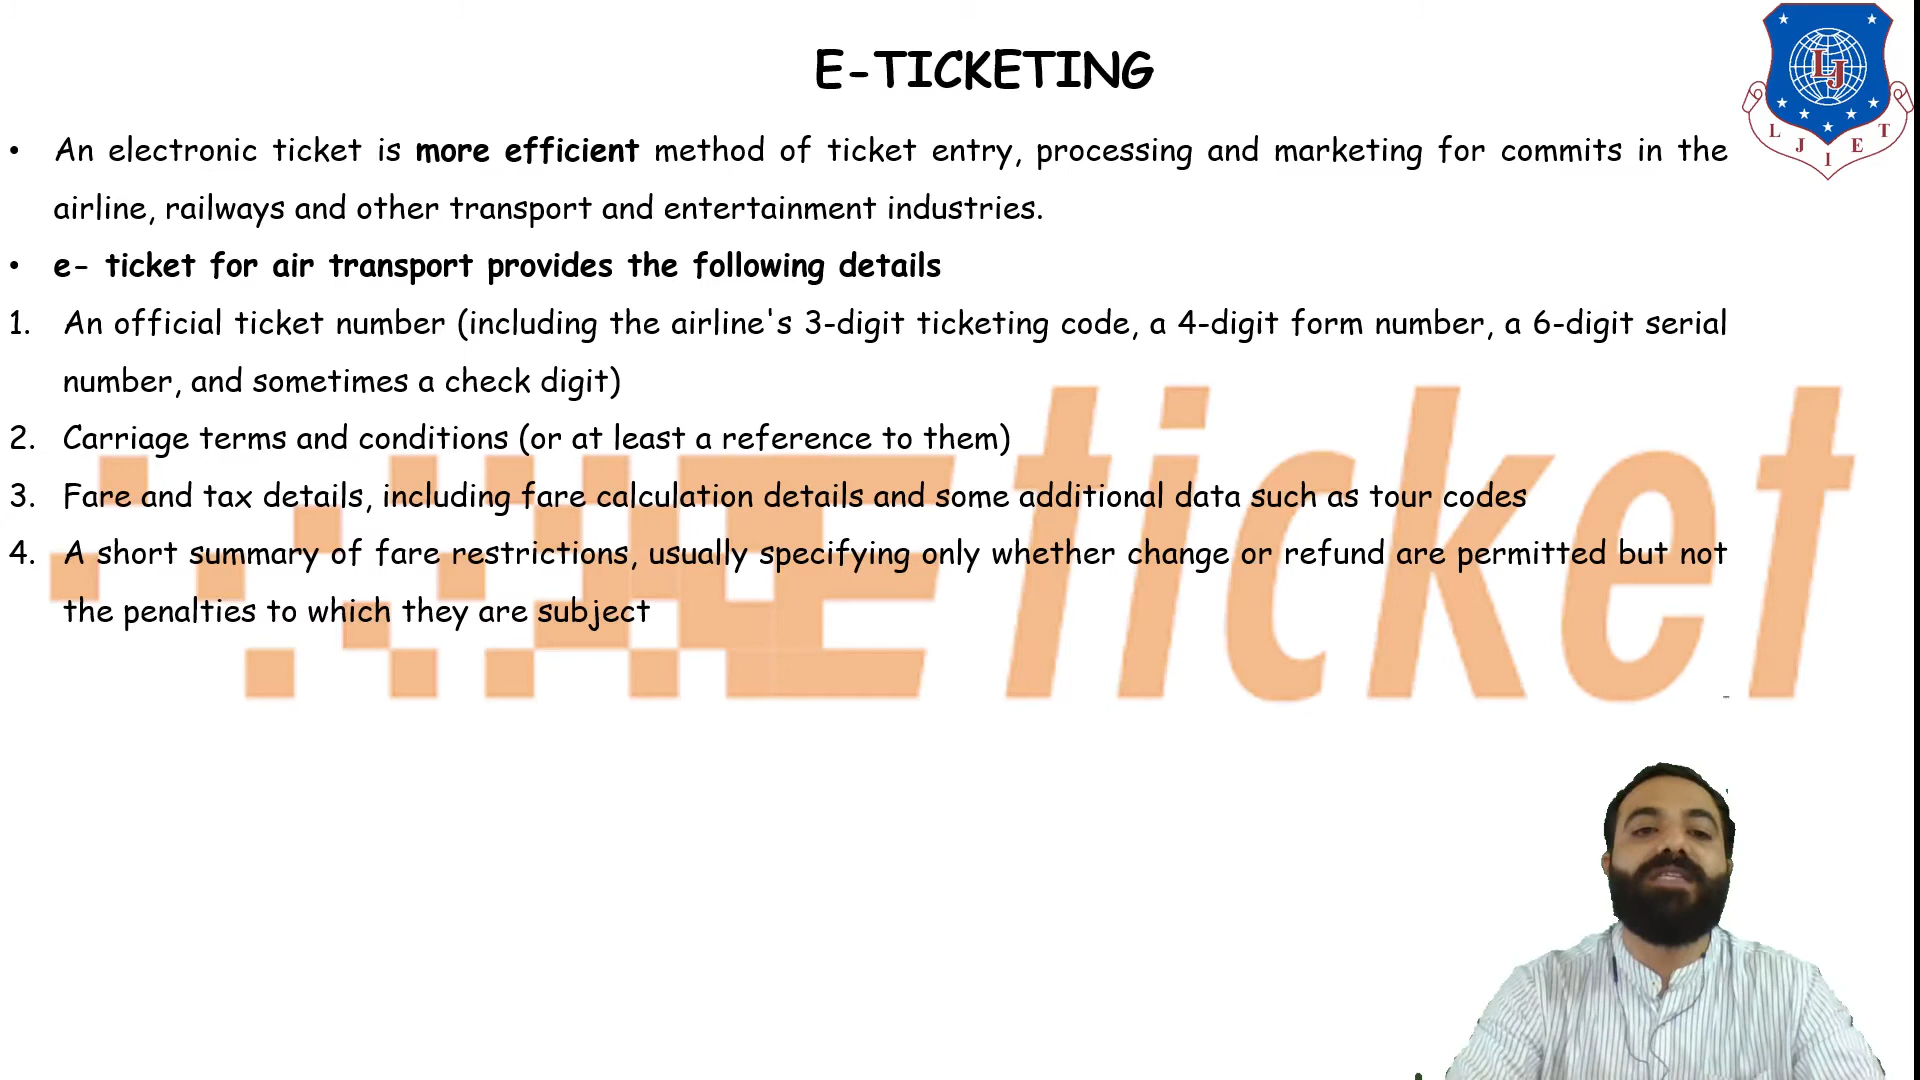 E-TICKETING
• An electronic ticket is more efficient method of ticket entry, processing and marketing for commits in the
airline, railways and other transport and entertainment industries.
• e- ticket for air transport provides the following details
1. An official ticket number (including the airline's 3-digit ticketing code, a 4-digit form number, a 6-digit serial
number, and sometimes a check digit)
2. Carriage terms and conditions (or at least a reference to them)
3. Fare and tax details, including fare calculation details and some additional data such as tour codes
4. A short summary of fare restrictions, usually specifying only whether change or refund are permitted but not
the penalties to which they are subject
E ticket
LJ
L J I E T